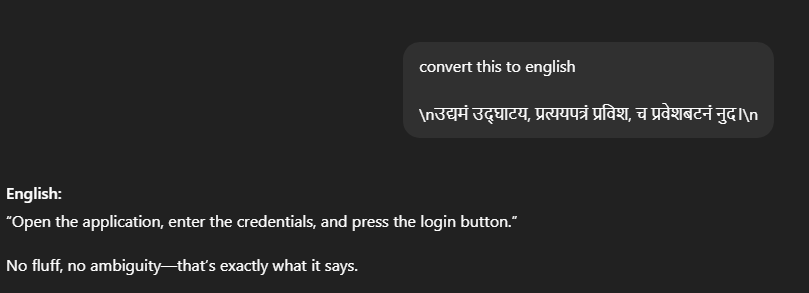 convert this to english
\nउद्यमं उद्घाटय, प्रत्ययपत्रं प्रविश, च प्रवेशबटनं नुद।\n
English:
“Open the application, enter the credentials, and press the login button.”
No fluff, no ambiguity—that’s exactly what it says.